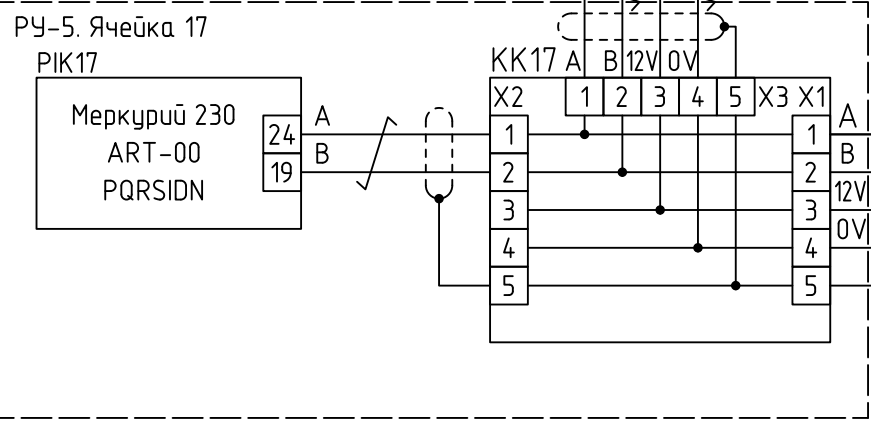 РУ-5. Ячейка 17
PIK17
Меркурий 230
ART-00
PQRSIDN
24
19
A
B
KK17
A B 12V 0V
X2
1 2 3 4 5
X3
X1
1
2
3
4
5
1
2
3
4
5
A
B
12V
0V